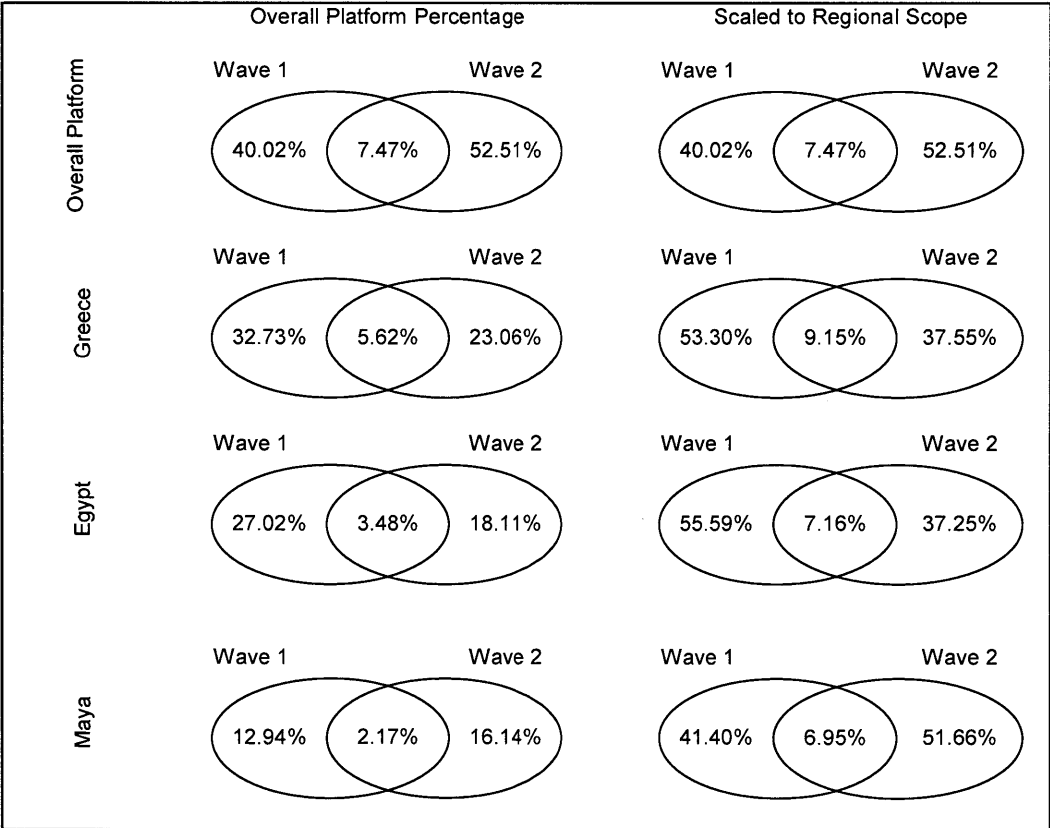 Overall Platform Percentage Scaled to Regional Scope
Overall Platform
Wave 1 Wave 2 Wave 1 Wave 2
40.02% 7.47% 52.51% 40.02% 7.47% 52.51%
Greece
Wave 1 Wave 2 Wave 1 Wave 2
32.73% 5.62% 23.06% 53.30% 9.15% 37.55%
Egypt
Wave 1 Wave 2 Wave 1 Wave 2
27.02% 3.48% 18.11% 55.59% 7.16% 37.25%
Maya
Wave 1 Wave 2 Wave 1 Wave 2
12.94% 2.17% 16.14% 41.40% 6.95% 51.66%